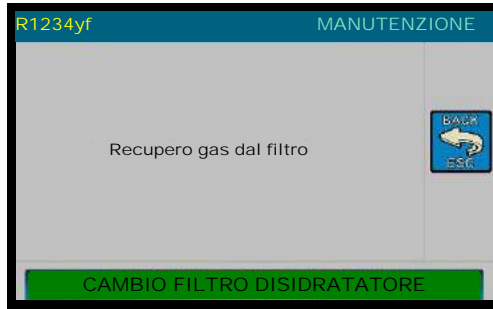 R1234yf MANUTENZIONE
BACK
Recupero gas dal filtro
ESC
CAMBIO FILTRO DISIDRATATORE